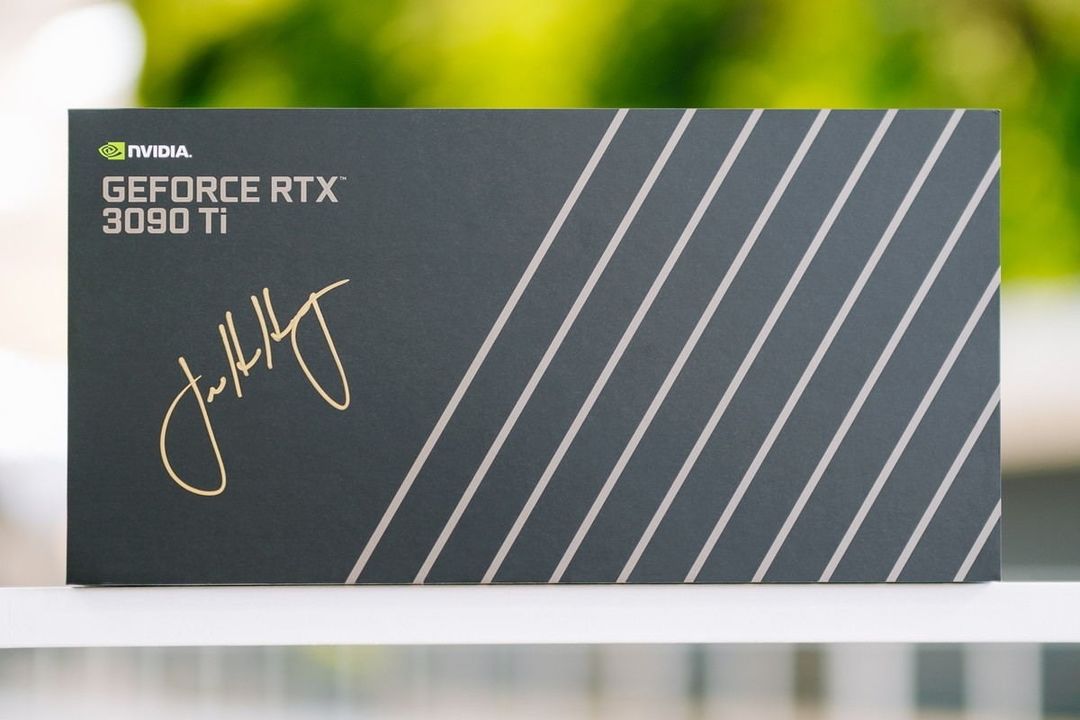 NVIDIA.
GEFORCE RTX™
3090 Ti